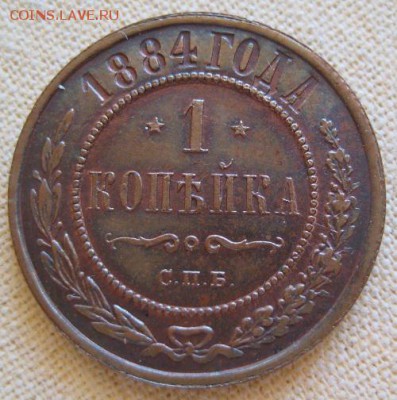 COINS.LAVE.RU
1884 ГОДА
1
КОПѢЙКА
С.П.Б.